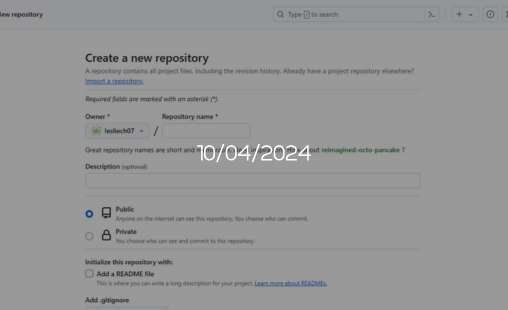 New repository
Type / to search
Create a new repository
A repository contains all project files, including the revision history. Already have a project repository elsewhere?
Import a repository.
Required fields are marked with an asterisk (*).
Owner * Repository name *
lesliech07 /
Great repository names are short and reimagined-octo-pancake ?
10/04/2024
Description (optional)
Public
Anyone on the internet can see this repository. You choose who can commit.
Private
You choose who can see and commit to this repository.
Initialize this repository with:
Add a README file
This is where you can write a long description for your project. Learn more about READMEs.
Add .gitignore